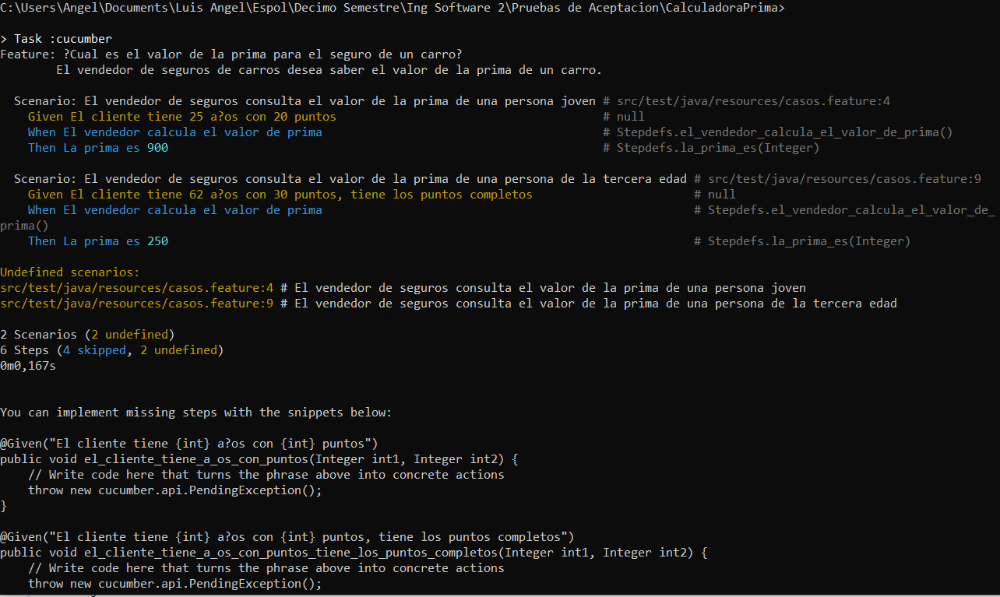 C:\Users\Angel\Documents\Luis Angel\Espol\Decimo Semestre\Ing Software 2\Pruebas de Aceptacion\CalculadoraPrima>
> Task :cucumber
Feature: ?Cual es el valor de la prima para el seguro de un carro?
El vendedor de seguros de carros desea saber el valor de la prima de un carro.
Scenario: El vendedor de seguros consulta el valor de la prima de una persona joven # src/test/java/resources/casos.feature:4
Given El cliente tiene 25 a?os con 20 puntos # null
When El vendedor calcula el valor de prima # Stepdefs.el_vendedor_calcula_el_valor_de_prima()
Then La prima es 900 # Stepdefs.la_prima_es(Integer)
Scenario: El vendedor de seguros consulta el valor de la prima de una persona de la tercera edad # src/test/java/resources/casos.feature:9
Given El cliente tiene 62 a?os con 30 puntos, tiene los puntos completos # null
When El vendedor calcula el valor de prima # Stepdefs.el_vendedor_calcula_el_valor_de_
prima()
Then La prima es 250 # Stepdefs.la_prima_es(Integer)
Undefined scenarios:
src/test/java/resources/casos.feature:4 # El vendedor de seguros consulta el valor de la prima de una persona joven
src/test/java/resources/casos.feature:9 # El vendedor de seguros consulta el valor de la prima de una persona de la tercera edad
2 Scenarios (2 undefined)
6 Steps (4 skipped, 2 undefined)
0m0,167s
You can implement missing steps with the snippets below:
@Given("El cliente tiene {int} a?os con {int} puntos")
public void el_cliente_tiene_a_os_con_puntos(Integer int1, Integer int2) {
// Write code here that turns the phrase above into concrete actions
throw new cucumber.api.PendingException();
}
@Given("El cliente tiene {int} a?os con {int} puntos, tiene los puntos completos")
public void el_cliente_tiene_a_os_con_puntos_tiene_los_puntos_completos(Integer int1, Integer int2) {
// Write code here that turns the phrase above into concrete actions
throw new cucumber.api.PendingException();